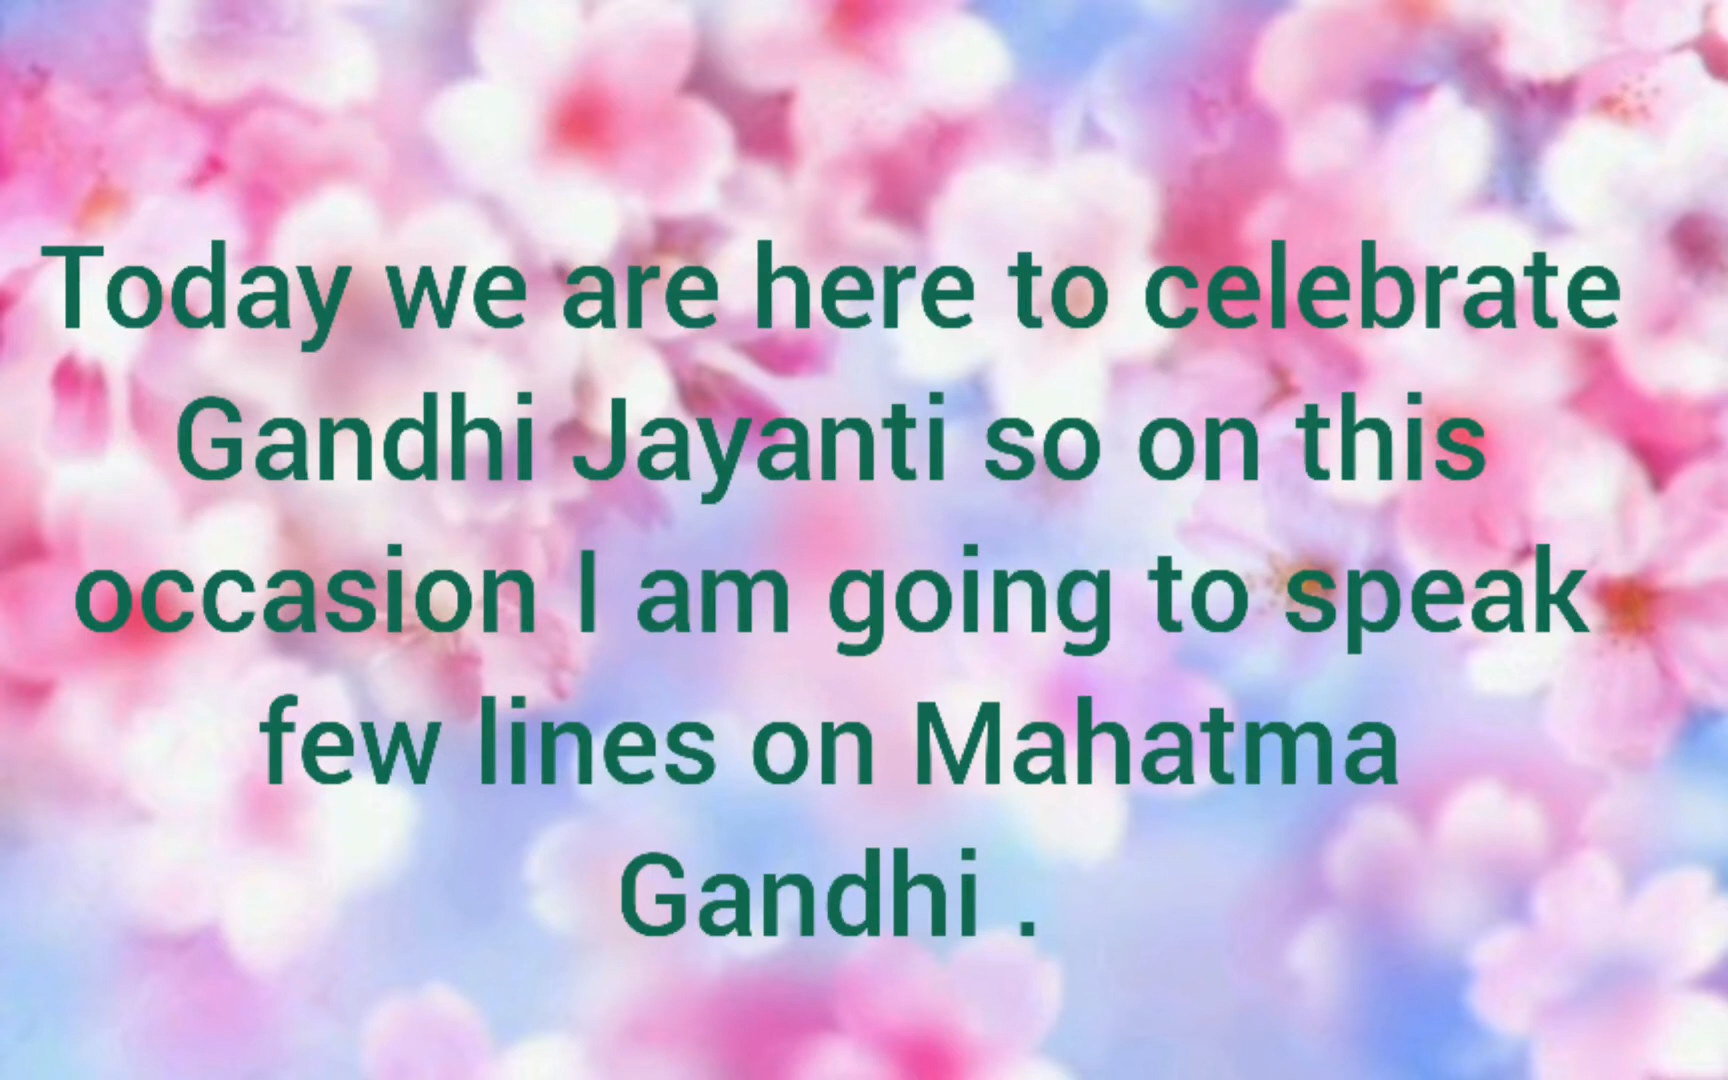 Today we are here to celebrate
Gandhi Jayanti so on this
occasion I am going to speak
few lines on Mahatma
Gandhi .